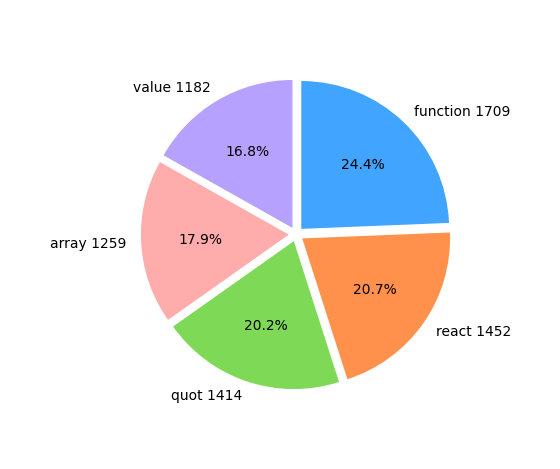 value 1182
function 1709
16.8%
24.4%
array 1259
17.9%
20.7%
20.2%
react 1452
quot 1414